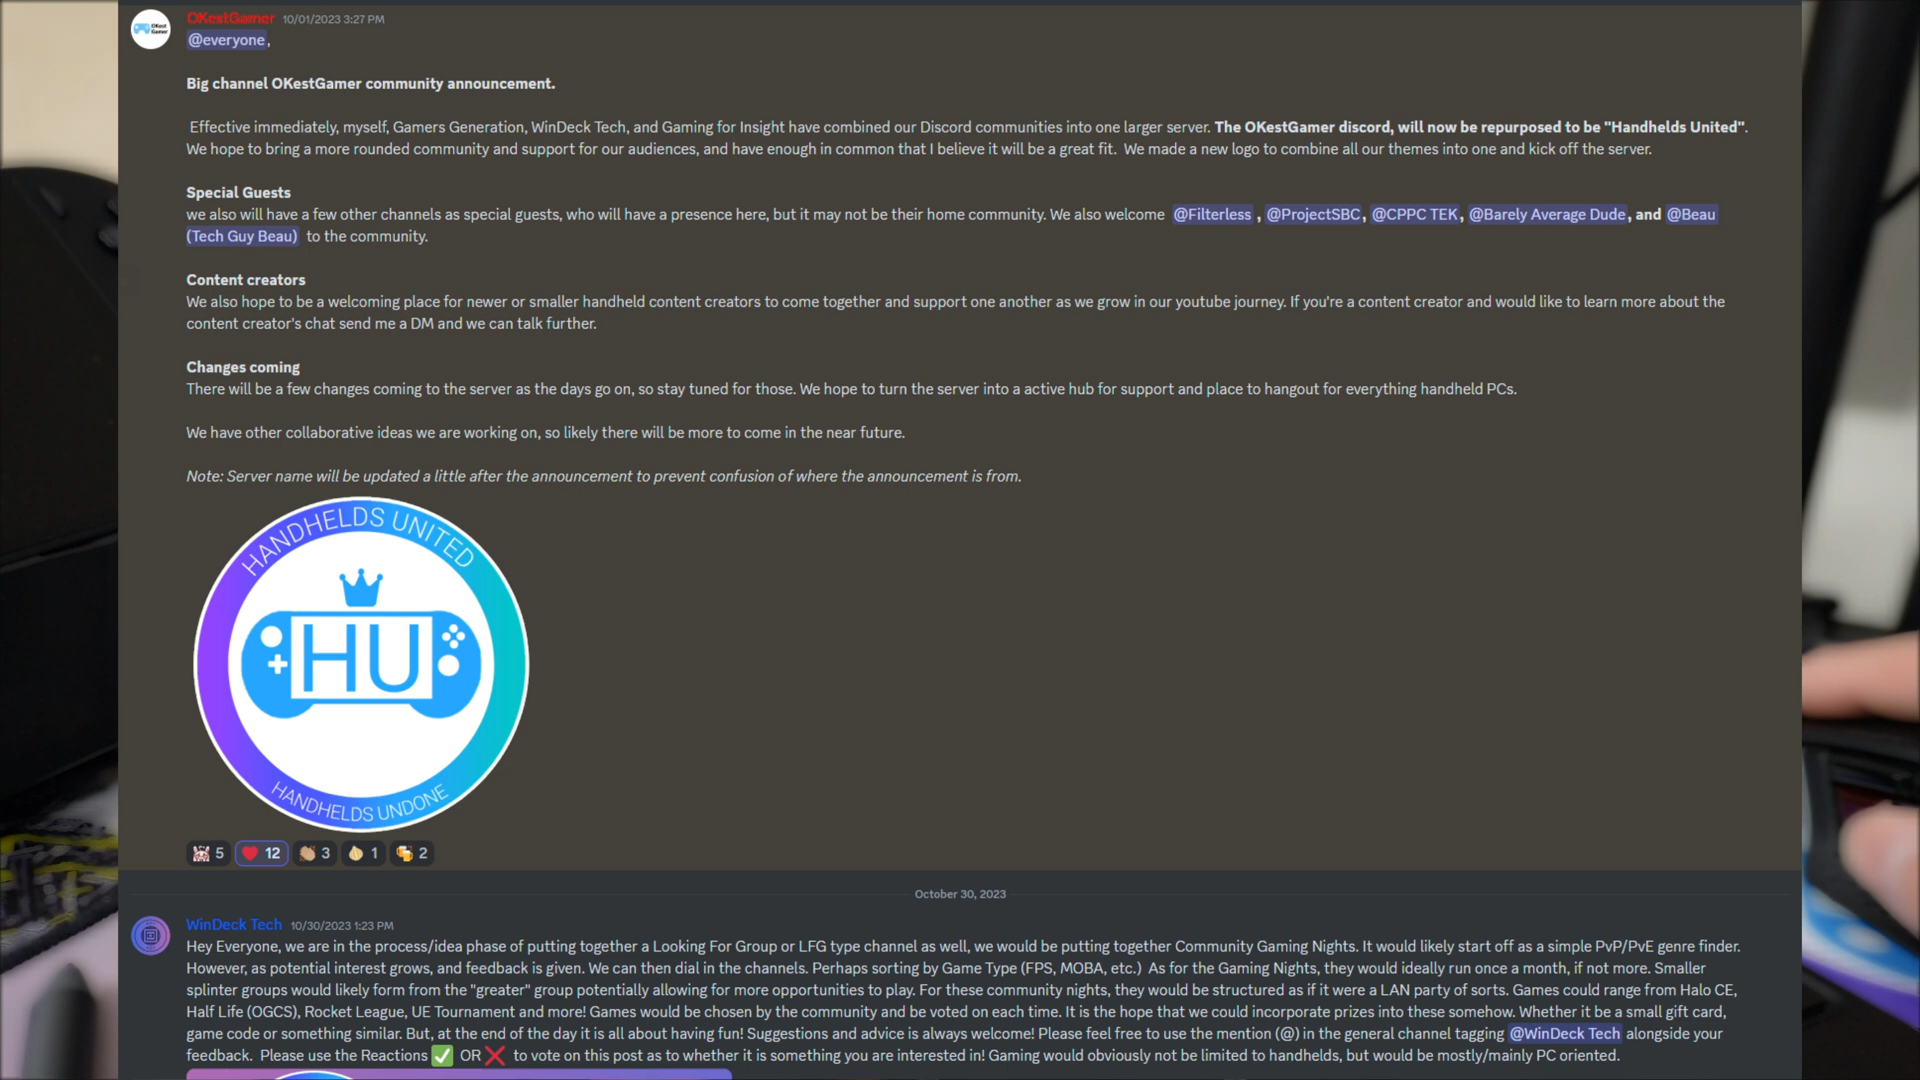 OKestGamer 10/01/2023 3:27 PM
@everyone,
Big channel OKestGamer community announcement.
Effective immediately, myself, Gamers Generation, WinDeck Tech, and Gaming for Insight have combined our Discord communities into one larger server. The OKestGamer discord, will now be repurposed to be "Handhelds United".
We hope to bring a more rounded community and support for our audiences, and have enough in common that I believe it will be a great fit. We made a new logo to combine all our themes into one and kick off the server.
Special Guests
we also will have a few other channels as special guests, who will have a presence here, but it may not be their home community. We also welcome @Filterless , @ProjectSBC, @CPPC TEK, @Barely Average Dude, and @Beau
(Tech Guy Beau) to the community.
Content creators
We also hope to be a welcoming place for newer or smaller handheld content creators to come together and support one another as we grow in our youtube journey. If you're a content creator and would like to learn more about the
content creator's chat send me a DM and we can talk further.
Changes coming
There will be a few changes coming to the server as the days go on, so stay tuned for those. We hope to turn the server into a active hub for support and place to hangout for everything handheld PCs.
We have other collaborative ideas we are working on, so likely there will be more to come in the near future.
Note: Server name will be updated a little after the announcement to prevent confusion of where the announcement is from.
HANDHELDS UNITED
HU
HANDHELDS UNDONE
5 12 3 1 2
October 30, 2023
WinDeck Tech 10/30/2023 1:23 PM
Hey Everyone, we are in the process/idea phase of putting together a Looking For Group or LFG type channel as well, we would be putting together Community Gaming Nights. It would likely start off as a simple PvP/PvE genre finder.
However, as potential interest grows, and feedback is given. We can then dial in the channels. Perhaps sorting by Game Type (FPS, MOBA, etc.) As for the Gaming Nights, they would ideally run once a month, if not more. Smaller
splinter groups would likely form from the "greater" group potentially allowing for more opportunities to play. For these community nights, they would be structured as if it were a LAN party of sorts. Games could range from Halo CE,
Half Life (OGCS), Rocket League, UE Tournament and more! Games would be chosen by the community and be voted on each time. It is the hope that we could incorporate prizes into these somehow. Whether it be a small gift card,
game code or something similar. But, at the end of the day it is all about having fun! Suggestions and advice is always welcome! Please feel free to use the mention (@) in the general channel tagging @WinDeck Tech alongside your
feedback. Please use the Reactions ✅ OR ❌ to vote on this post as to whether it is something you are interested in! Gaming would obviously not be limited to handhelds, but would be mostly/mainly PC oriented.